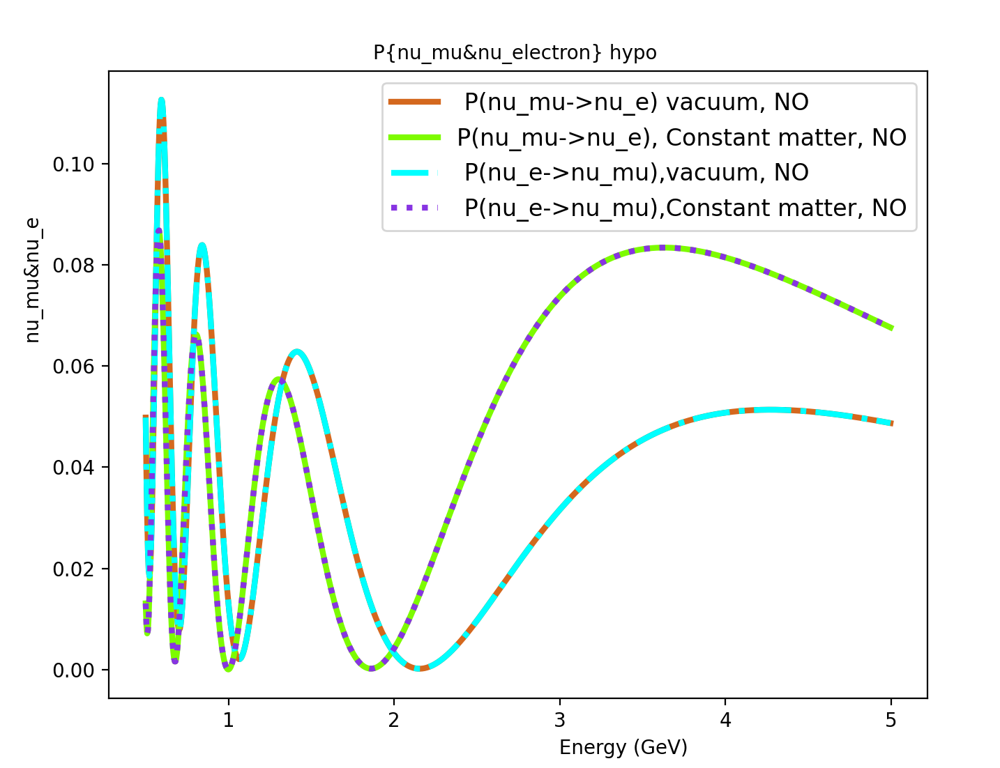 P{nu_mu&nu_electron} hypo
P(nu_mu->nu_e) vacuum, NO
P(nu_mu->nu_e), Constant matter, NO
P(nu_e->nu_mu),vacuum, NO
P(nu_e->nu_mu),Constant matter, NO
nu_mu&nu_e
0.10
0.08
0.06
0.04
0.02
0.00
1 2 3 4 5
Energy (GeV)